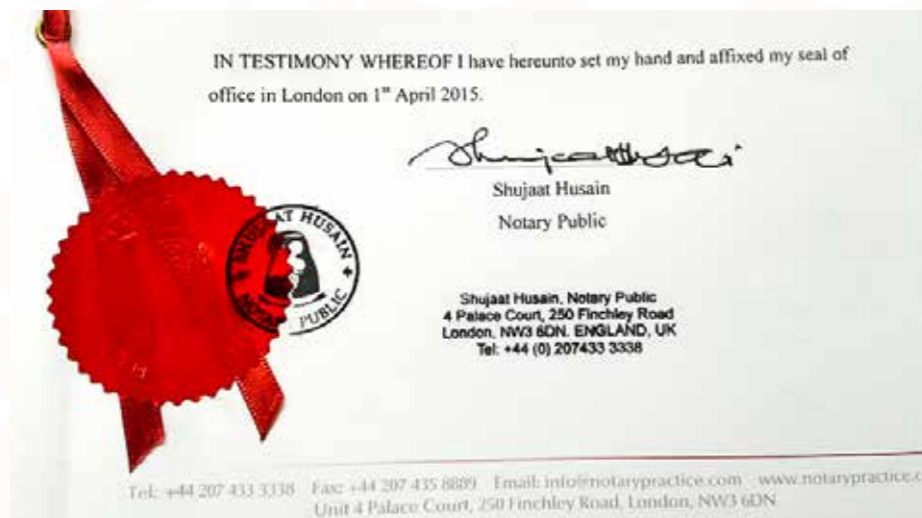 IN TESTIMONY WHEREOF I have hereunto set my hand and affixed my seal of
office in London on 1st April 2015.
Shujaat Husain
Notary Public
SHUJAAT HUSAIN
NOTARY PUBLIC
Shujaat Husain, Notary Public
4 Palace Court, 250 Finchley Road
London, NW3 6DN. ENGLAND, UK
Tel: +44 (0) 207433 3338
Tel: +44 207 433 3338 Fax: +44 207 435 8889 Email: info@notarypractice.com www.notarypractice.c
Unit 4 Palace Court, 250 Finchley Road, London, NW3 6DN